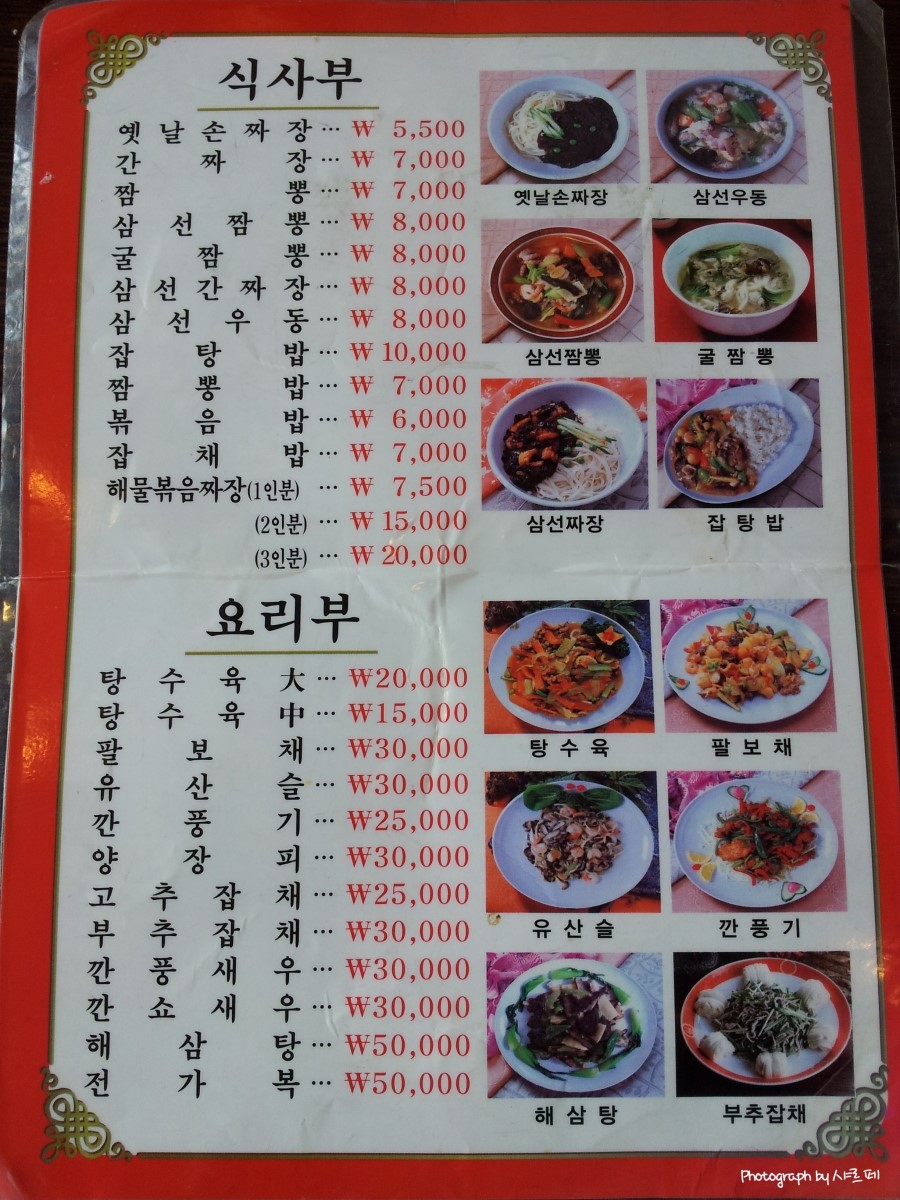 식사부
옛날손짜장 ··· ₩ 5,500
간짜장 ··· ₩ 7,000
짬뽕 ··· ₩ 7,000
삼선짬뽕 ··· ₩ 8,000
굴짬뽕 ··· ₩ 8,000
삼선간짜장 ··· ₩ 8,000
삼선우동 ··· ₩ 8,000
잡탕밥 ··· ₩ 10,000
짬뽕밥 ··· ₩ 7,000
볶음밥 ··· ₩ 6,000
잡채밥 ··· ₩ 7,000
해물볶음짜장(1인분) ··· ₩ 7,500
(2인분) ··· ₩ 15,000
(3인분) ··· ₩ 20,000
옛날손짜장
삼선우동
삼선짬뽕
굴짬뽕
삼선짜장
잡탕밥
요리부
탕수육大 ··· ₩20,000
탕수육中 ··· ₩15,000
팔보채 ··· ₩30,000
유산슬 ··· ₩30,000
깐풍기 ··· ₩25,000
양장피 ··· ₩30,000
고추잡채 ··· ₩25,000
부추잡채 ··· ₩30,000
깐풍새우 ··· ₩30,000
깐쇼새우 ··· ₩30,000
해삼탕 ··· ₩50,000
전가복 ··· ₩50,000
탕수육
팔보채
유산슬
깐풍기
해삼탕
부추잡채
Photograph by 샤르페